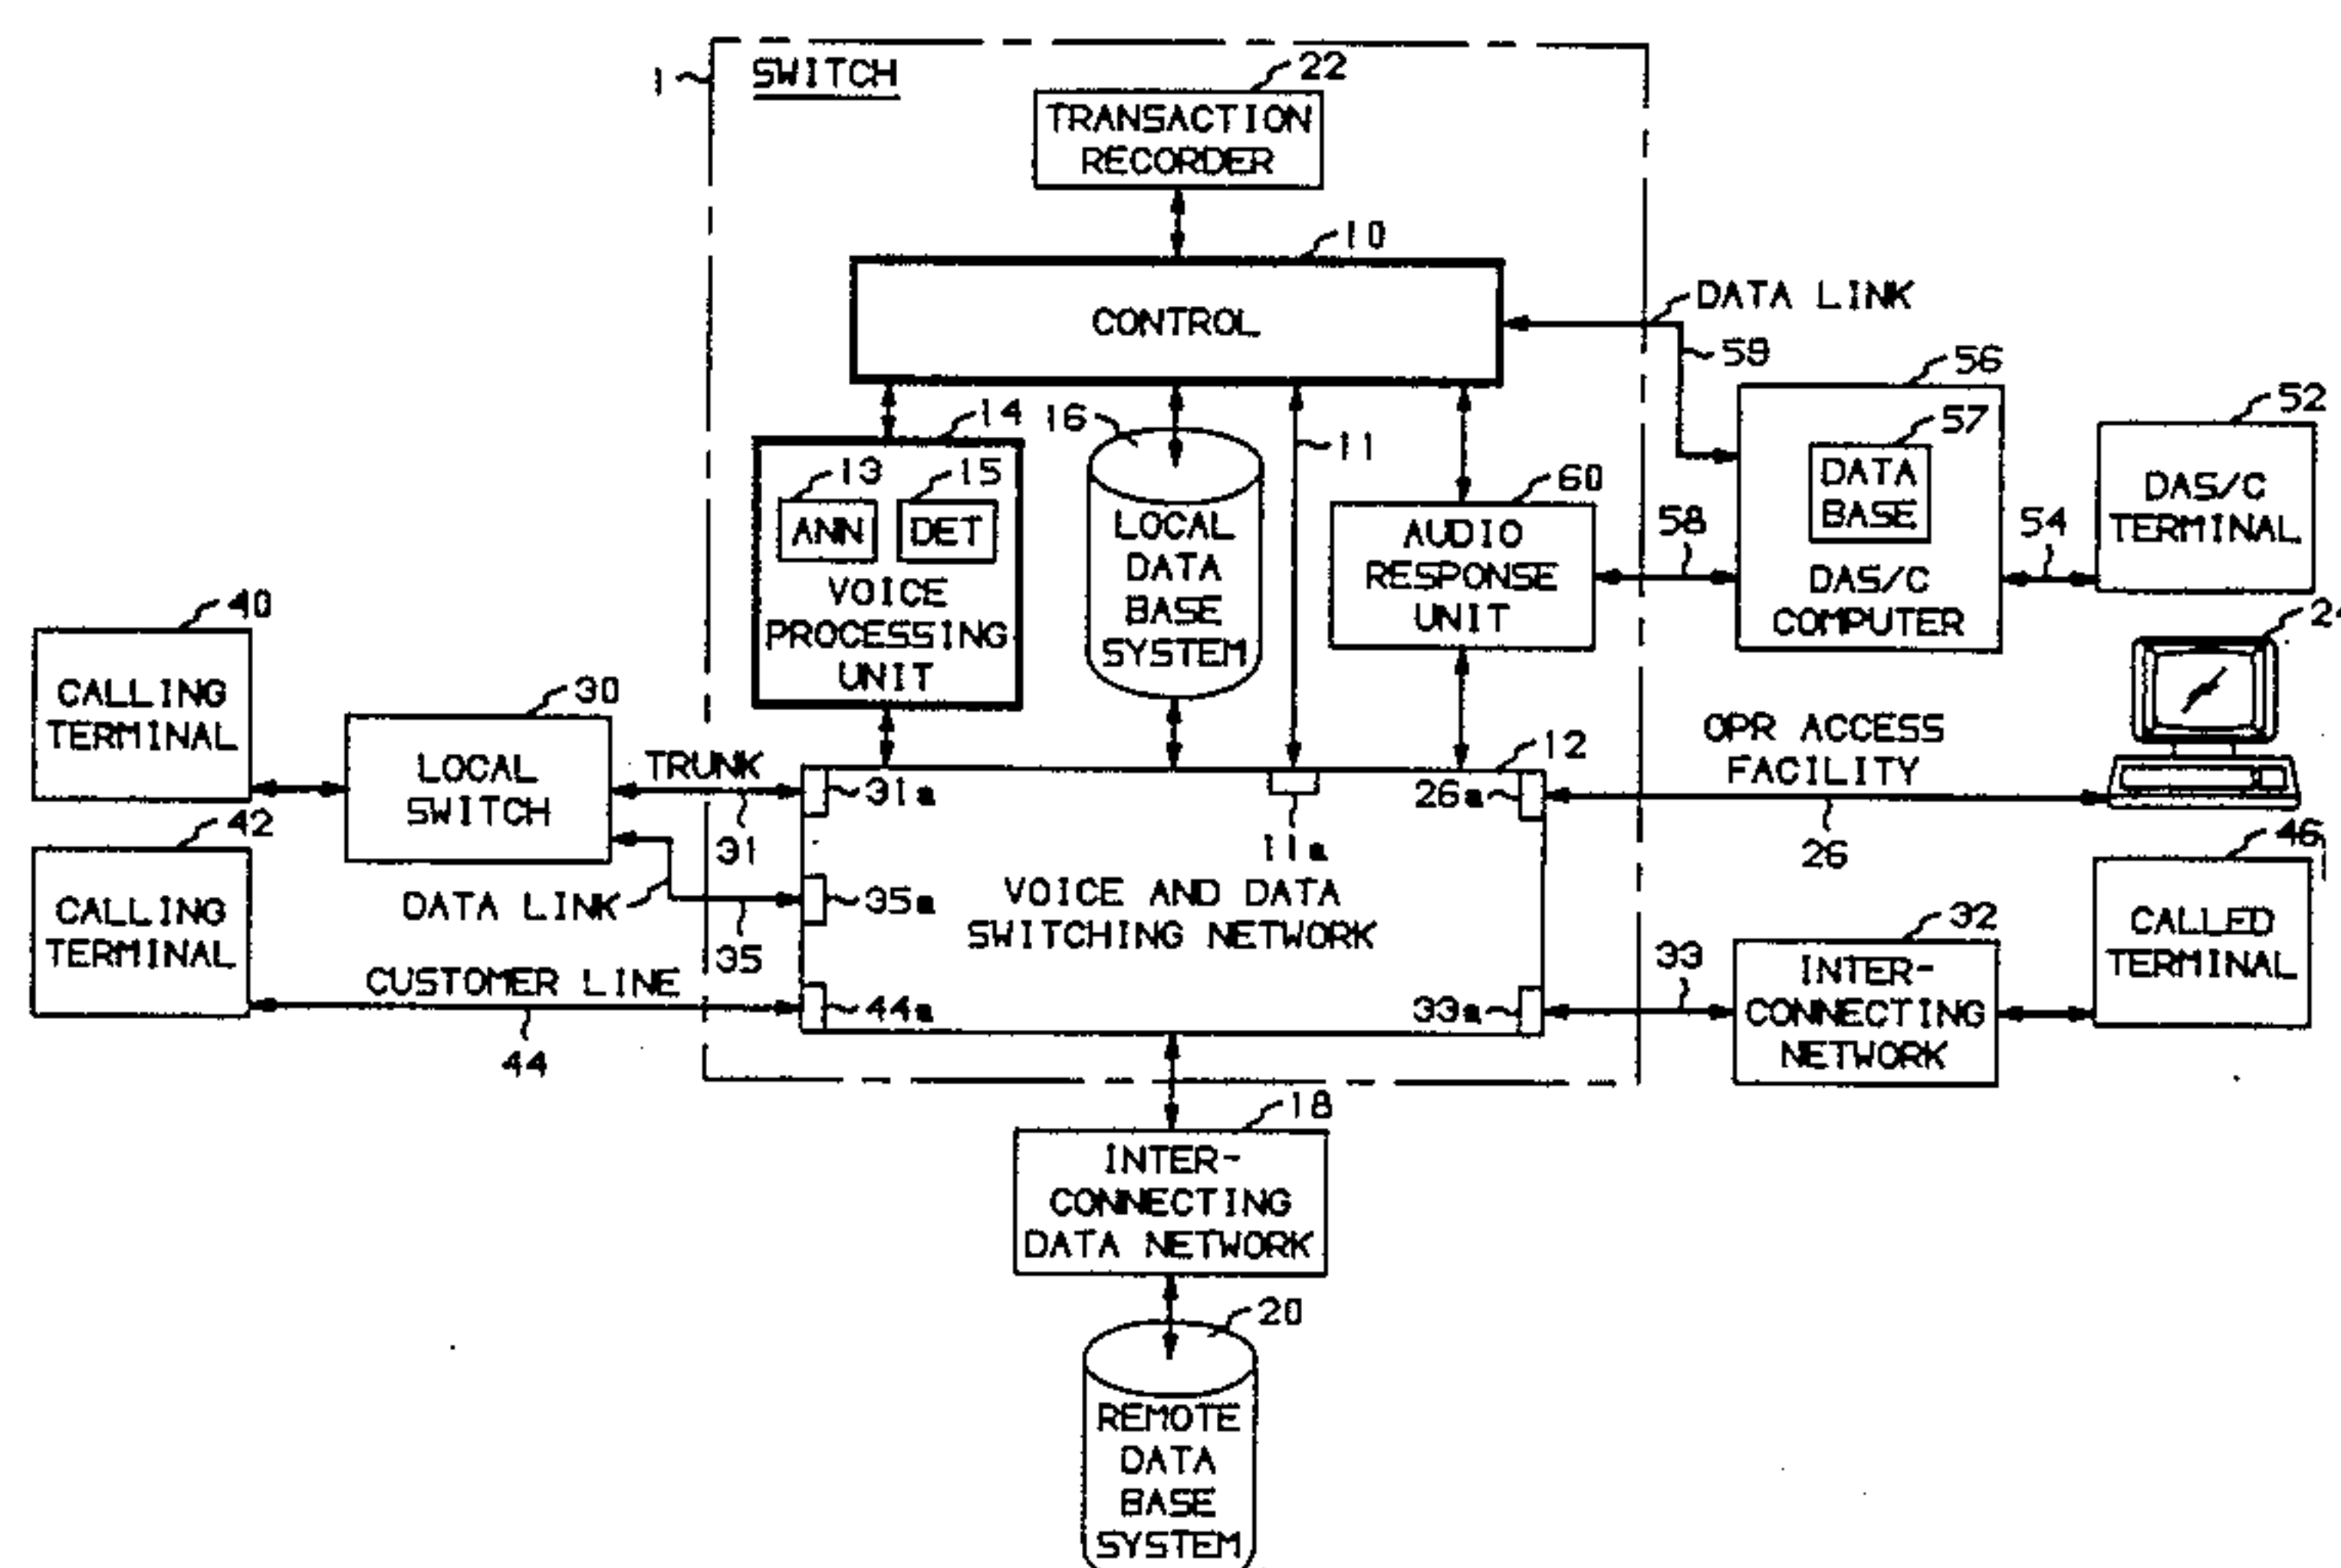 1
SWITCH
22
TRANSACTION
RECORDER
10
CONTROL
DATA LINK
59
56
57
DATA
BASE
DAS/C
COMPUTER
52
DAS/C
TERMINAL
54
58
14
13
ANN
15
DET
VOICE
PROCESSING
UNIT
16
LOCAL
DATA
BASE
SYSTEM
11
60
AUDIO
RESPONSE
UNIT
40
CALLING
TERMINAL
30
LOCAL
SWITCH
TRUNK
31
31a
12
11a
26a
OPR ACCESS
FACILITY
26
24
42
CALLING
TERMINAL
DATA LINK
35
35a
VOICE AND DATA
SWITCHING NETWORK
CUSTOMER LINE
44
44a
33a
33
32
INTER-
CONNECTING
NETWORK
46
CALLED
TERMINAL
18
INTER-
CONNECTING
DATA NETWORK
20
REMOTE
DATA
BASE
SYSTEM